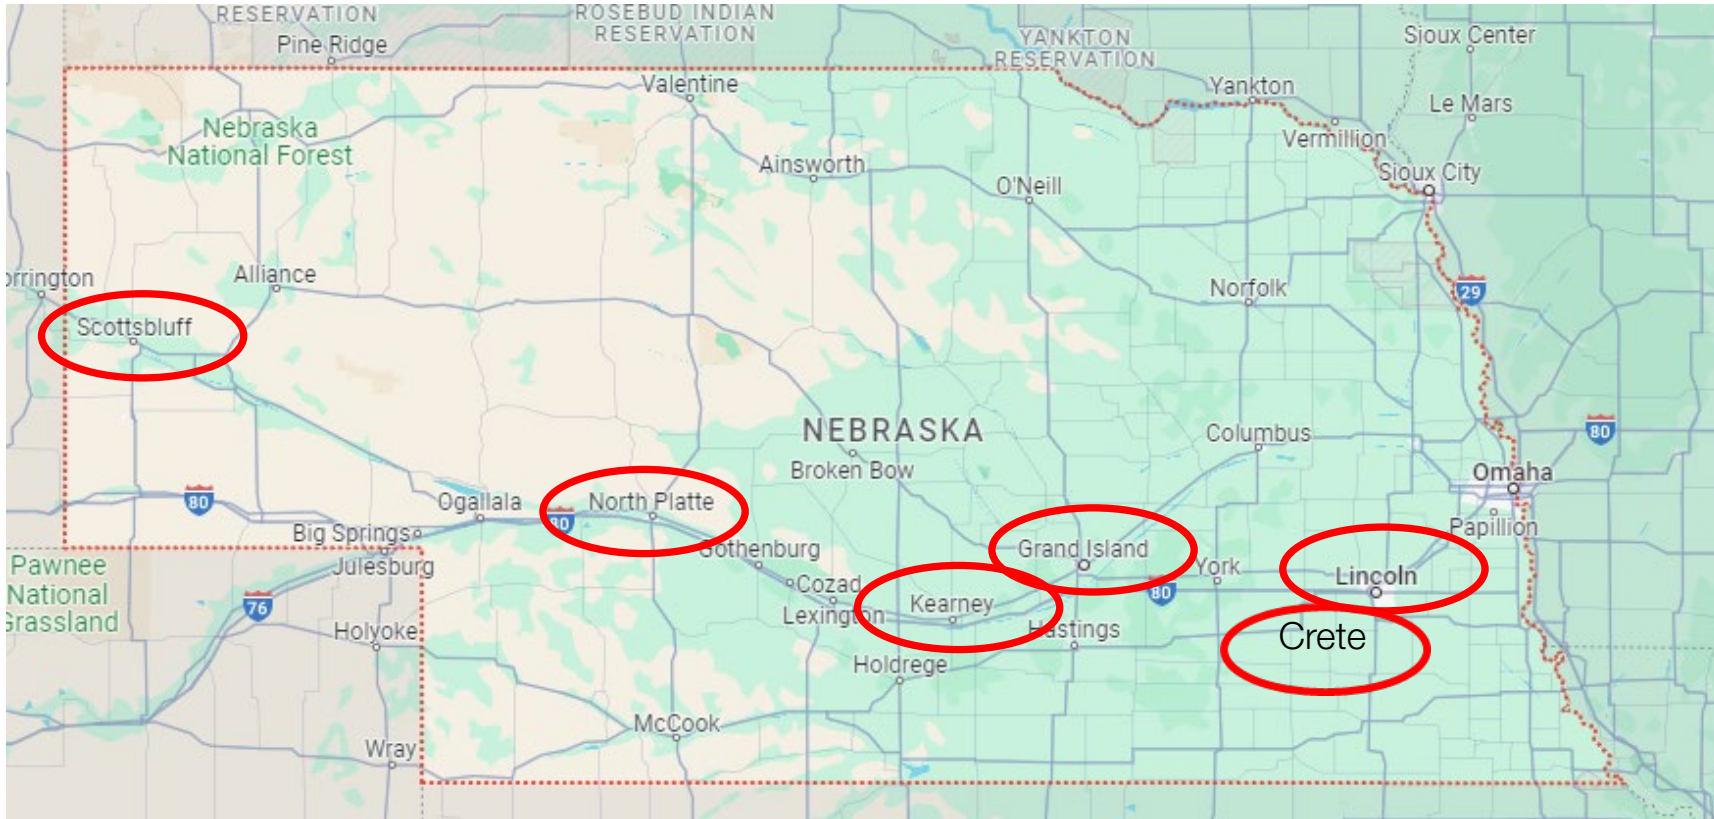 RESERVATION
ROSEBUD INDIAN
RESERVATION
Pine Ridge
YANKTON
RESERVATION
Sioux Center
Valentine
Yankton
Le Mars
Nebraska
National Forest
Vermillion
Ainsworth
O'Neill
Sioux City
orrington
Alliance
Norfolk
29
Scottsbluff
NEBRASKA
Columbus
80
Broken Bow
Omaha
80
Ogallala
North Platte
80
Papillion
Big Springs
Gothenburg
Grand Island
Pawnee
National
Grassland
Julesburg
York
Lincoln
Cozad
80
76
Lexington
Kearney
Holyoke
Hastings
Crete
Holdrege
McCook
Wray